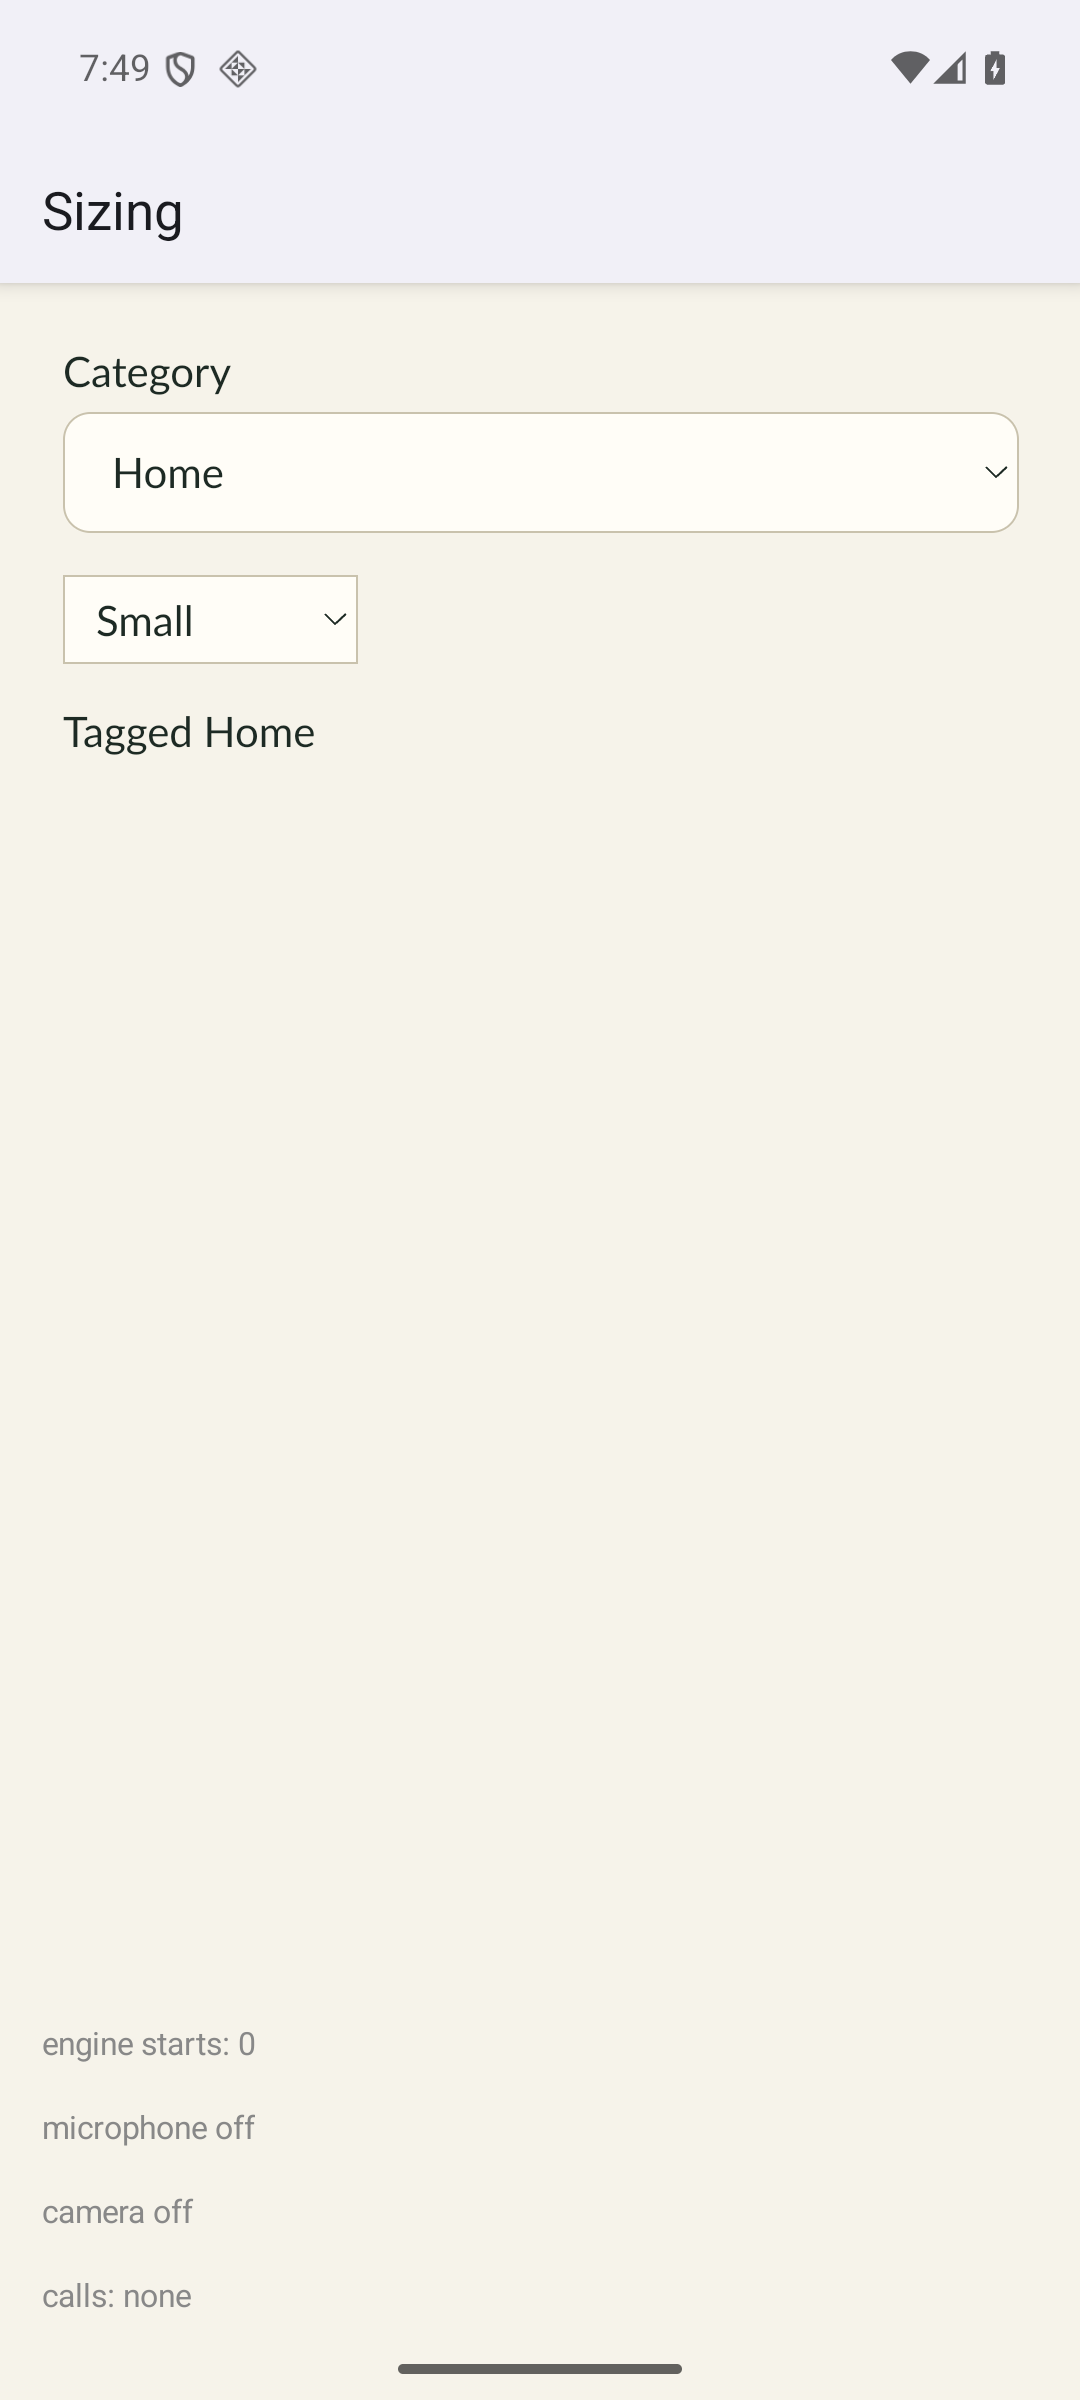 7:49
Sizing
Category
Home
Small
Tagged Home
engine starts: 0
microphone off
camera off
calls: none